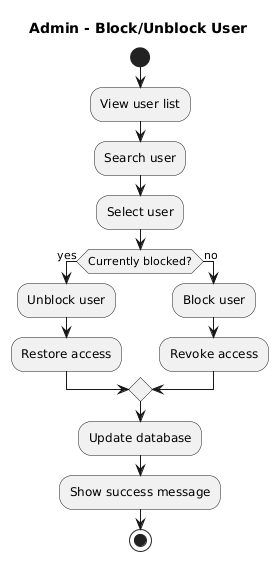 Admin - Block/Unblock User
View user list
Search user
Select user
yes
Currently blocked?
no
Unblock user
Block user
Restore access
Revoke access
Update database
Show success message